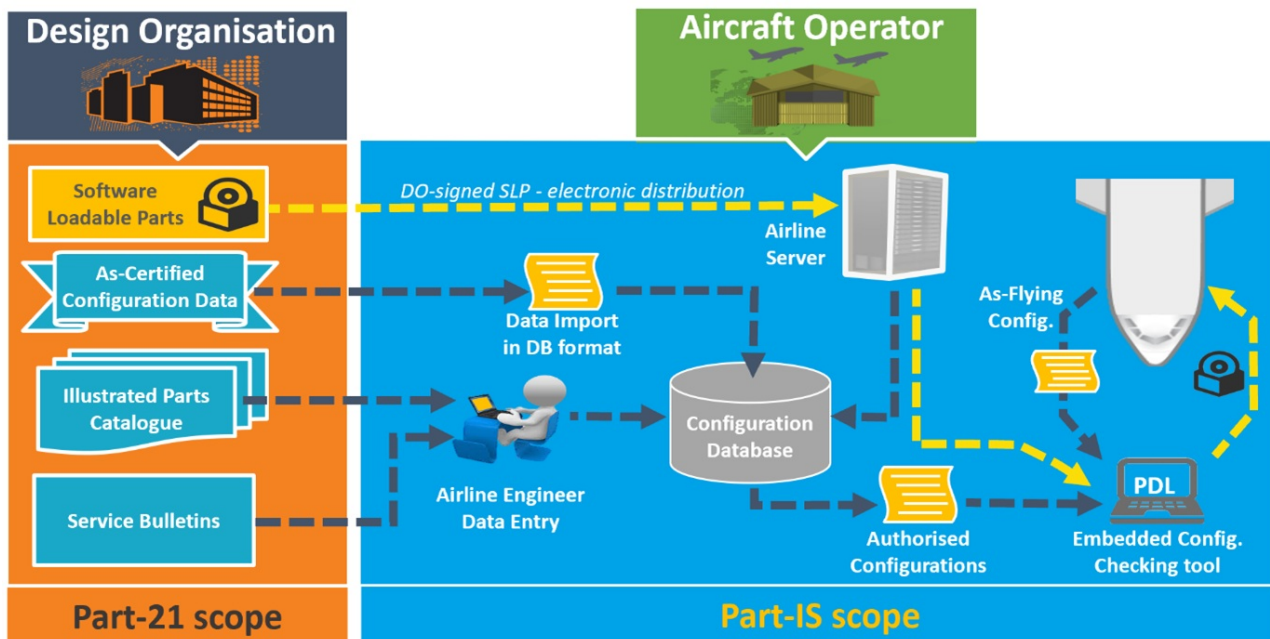 Design Organisation
Aircraft Operator
Software
Loadable Parts
DO-signed SLP - electronic distribution
Airline
Server
As-Certified
Configuration Data
Data Import
in DB format
As-Flying
Config.
Illustrated Parts
Catalogue
Configuration
Database
Airline Engineer
Data Entry
Service Bulletins
Authorised
Configurations
PDL
Embedded Config.
Checking tool
Part-21 scope
Part-IS scope